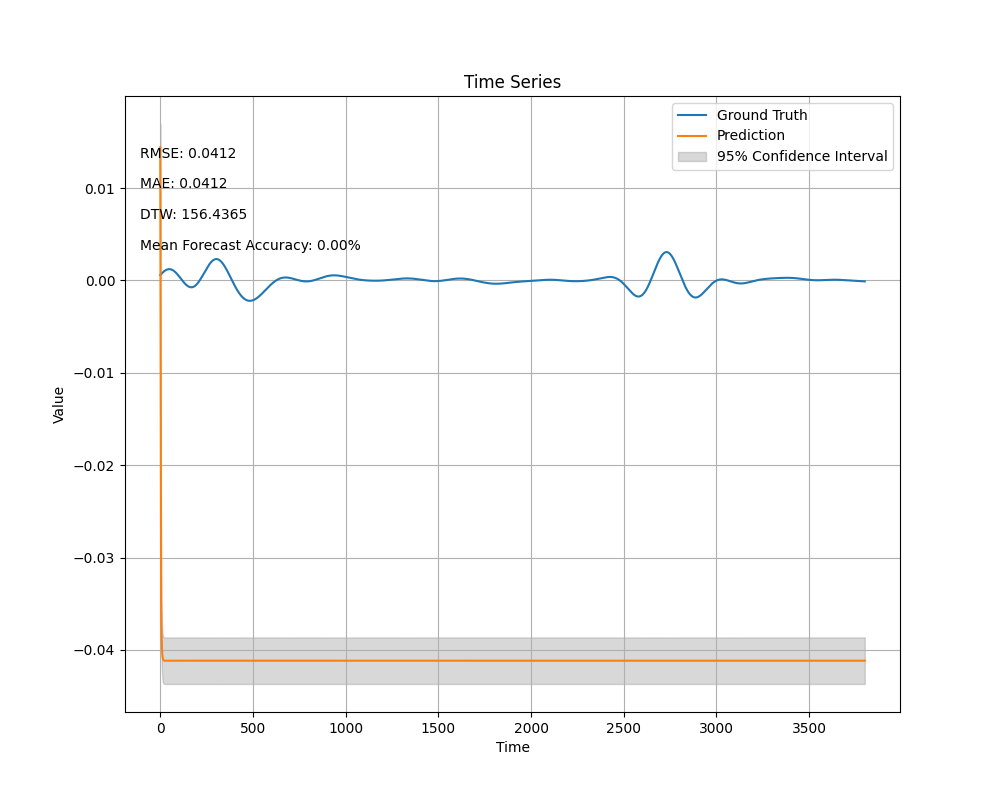 Time Series
Ground Truth
Prediction
95% Confidence Interval
RMSE: 0.0412
MAE: 0.0412
DTW: 156.4365
Mean Forecast Accuracy: 0.00%
0.01
0.00
−0.01
−0.02
−0.03
−0.04
Value
0 500 1000 1500 2000 2500 3000 3500
Time